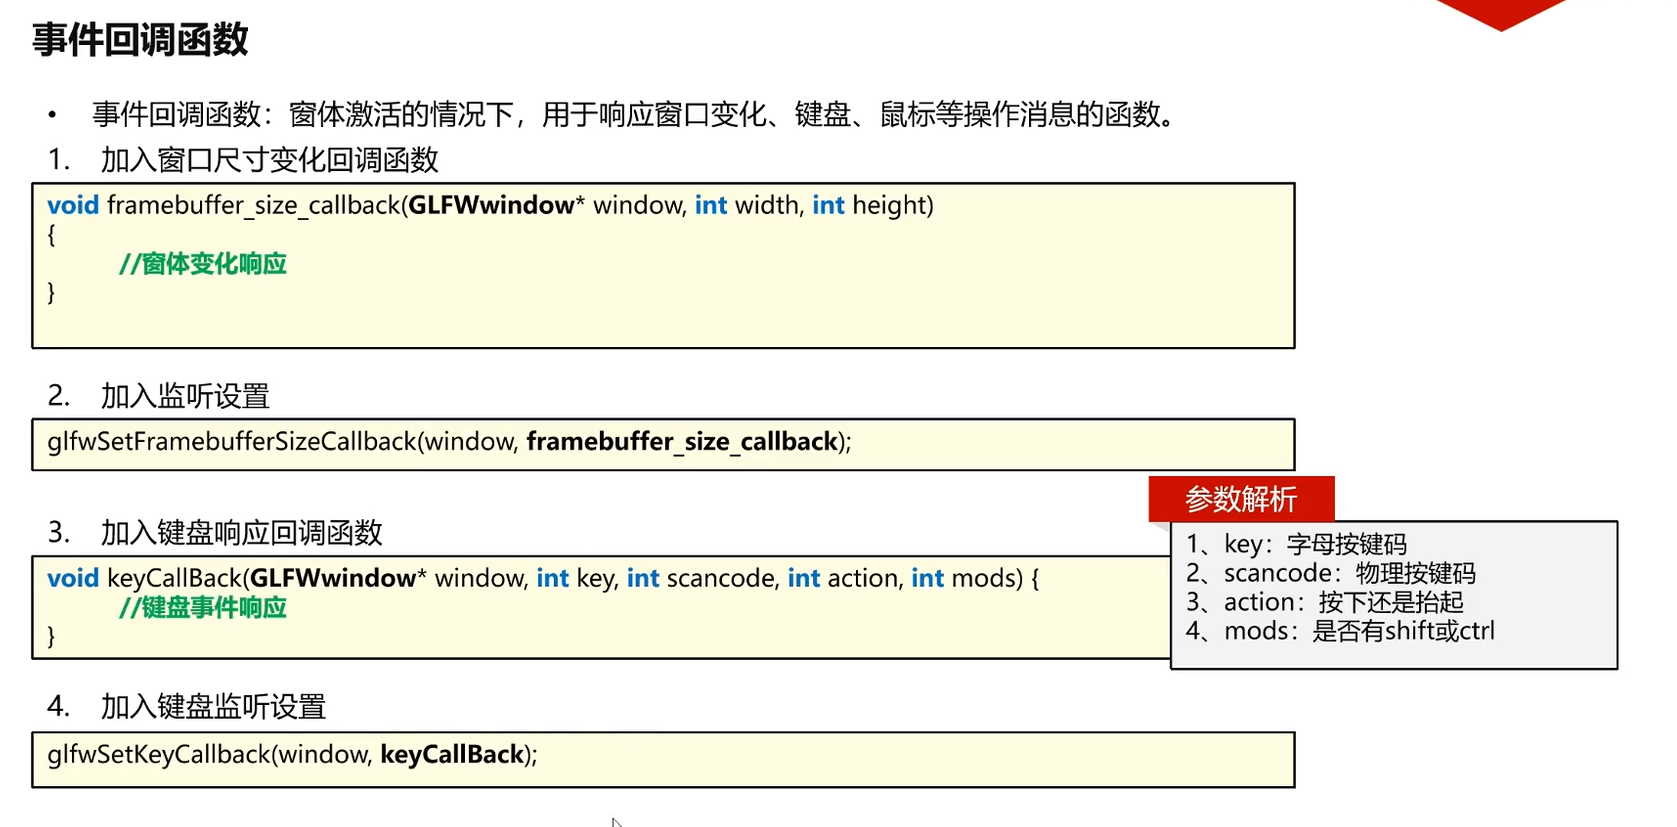 事件回调函数
• 事件回调函数：窗体激活的情况下，用于响应窗口变化、键盘、鼠标等操作消息的函数。
1. 加入窗口尺寸变化回调函数
void framebuffer_size_callback(GLFWwindow* window, int width, int height)
{
//窗体变化响应
}
2. 加入监听设置
glfwSetFramebufferSizeCallback(window, framebuffer_size_callback);
3. 加入键盘响应回调函数
void keyCallBack(GLFWwindow* window, int key, int scancode, int action, int mods) {
//键盘事件响应
}
参数解析
1、key：字母按键码
2、scancode：物理按键码
3、action：按下还是抬起
4、mods：是否有shift或ctrl
4. 加入键盘监听设置
glfwSetKeyCallback(window, keyCallBack);